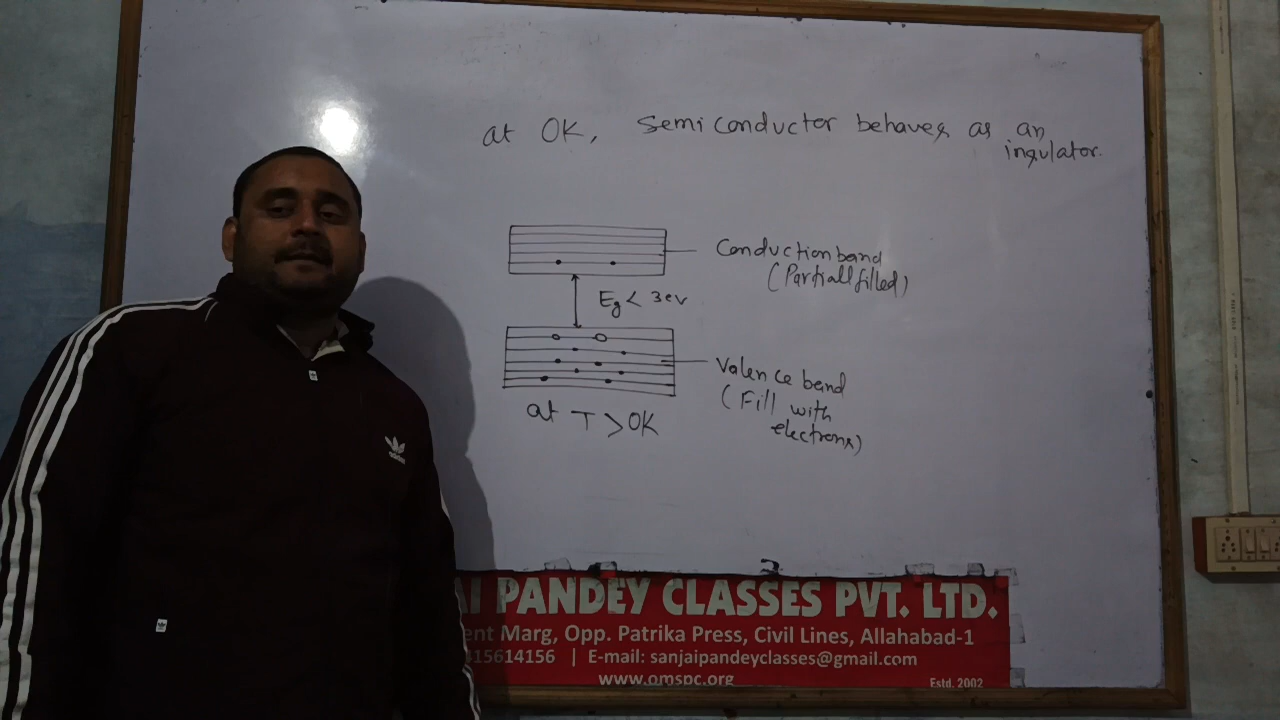 at OK, Semiconductor behaves as an
insulator.
Conduction band
(Partiall filled)
Eg < 3ev
Valence band
(Fill with
electrons)
at T > OK
adidas
AI PANDEY CLASSES PVT. LTD.
ent Marg, Opp. Patrika Press, Civil Lines, Allahabad-1
415614156 | E-mail: sanjaipandeyclasses@gmail.com
www.omspc.org
Estd. 2002